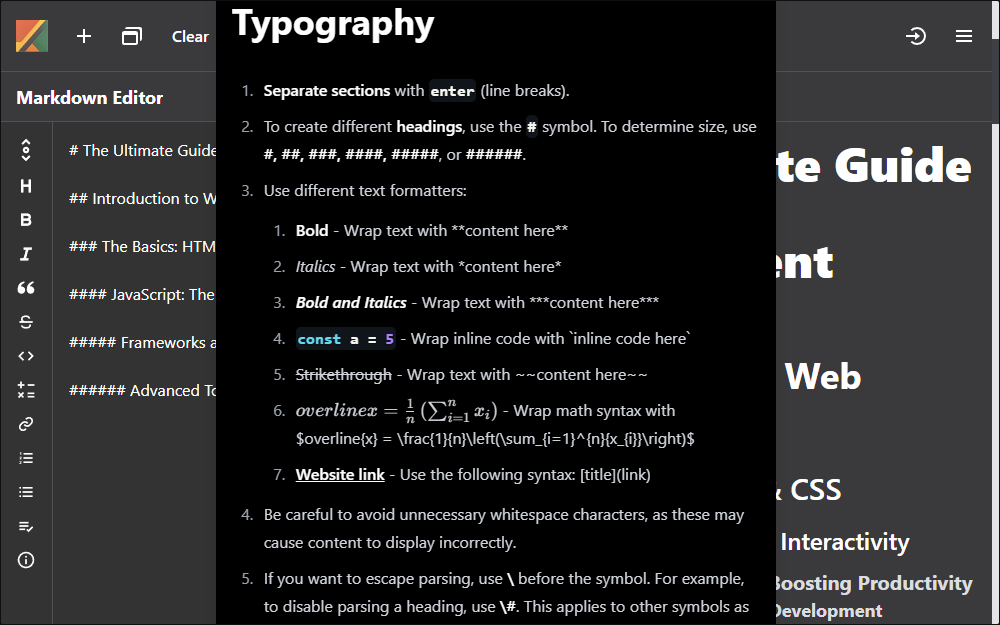 Clear
Markdown Editor
# The Ultimate Guide
## Introduction to W
### The Basics: HTM
#### JavaScript: The
##### Frameworks a
###### Advanced To
Typography
1. Separate sections with enter (line breaks).
2. To create different headings, use the # symbol. To determine size, use
#, ##, ###, ####, #####, or ######.
3. Use different text formatters:
1. Bold - Wrap text with **content here**
2. Italics - Wrap text with *content here*
3. Bold and Italics - Wrap text with ***content here***
4. const a = 5 - Wrap inline code with `inline code here`
5. Strikethrough - Wrap text with ~~content here~~
6. overlinex = 1/n (∑ⁿᵢ₌₁ xᵢ) - Wrap math syntax with
$overline{x} = \frac{1}{n}\left(\sum_{i=1}^{n}{x_{i}}\right)$
7. Website link - Use the following syntax: [title](link)
4. Be careful to avoid unnecessary whitespace characters, as these may
cause content to display incorrectly.
5. If you want to escape parsing, use \ before the symbol. For example,
to disable parsing a heading, use \#. This applies to other symbols as
te Guide
ent
Web
& CSS
Interactivity
Boosting Productivity
Development